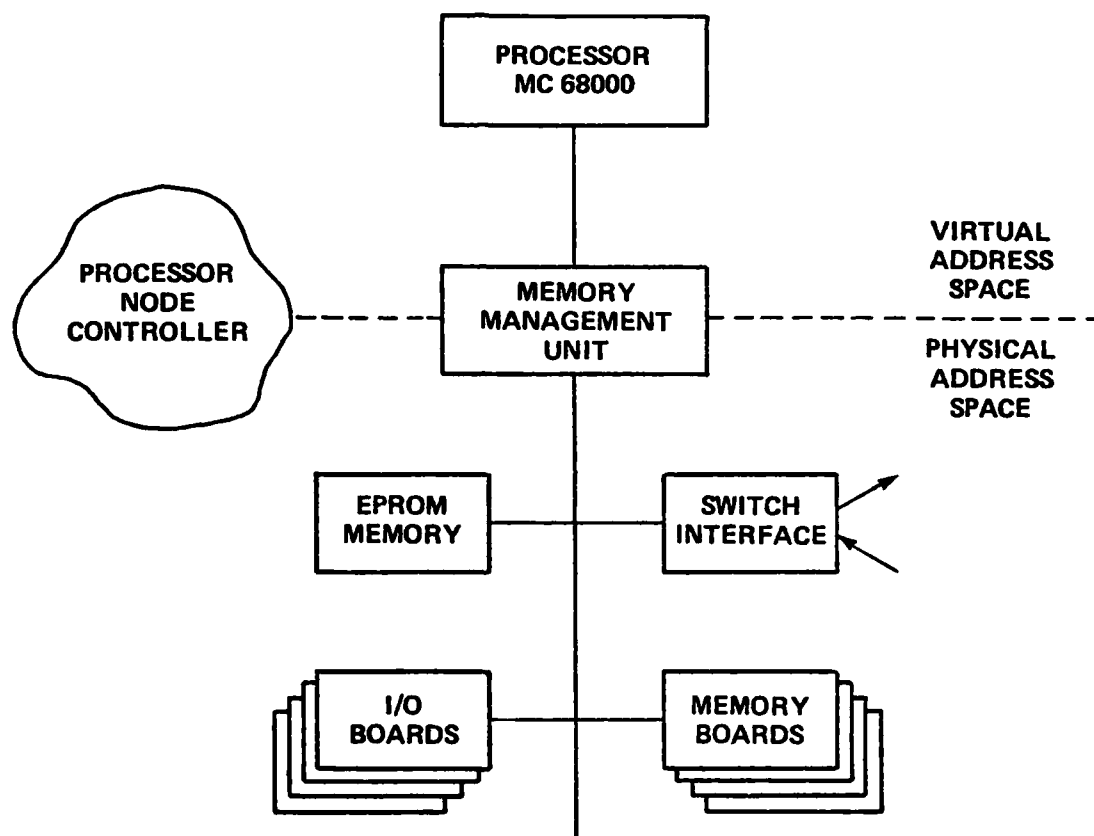 PROCESSOR
MC 68000
PROCESSOR
NODE
CONTROLLER
MEMORY
MANAGEMENT
UNIT
VIRTUAL
ADDRESS
SPACE
PHYSICAL
ADDRESS
SPACE
EPROM
MEMORY
SWITCH
INTERFACE
I/O
BOARDS
MEMORY
BOARDS